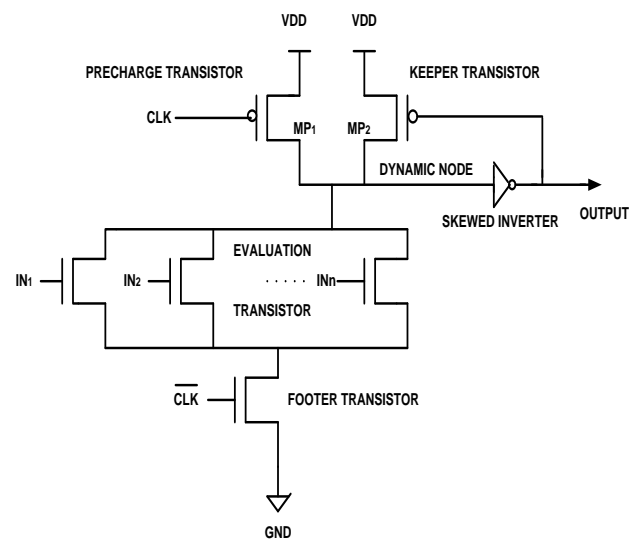 VDD VDD
PRECHARGE TRANSISTOR KEEPER TRANSISTOR
CLK MP1 MP2
DYNAMIC NODE
SKEWED INVERTER OUTPUT
EVALUATION
IN1 IN2 ..... INn
TRANSISTOR
C̅L̅K̅ FOOTER TRANSISTOR
GND